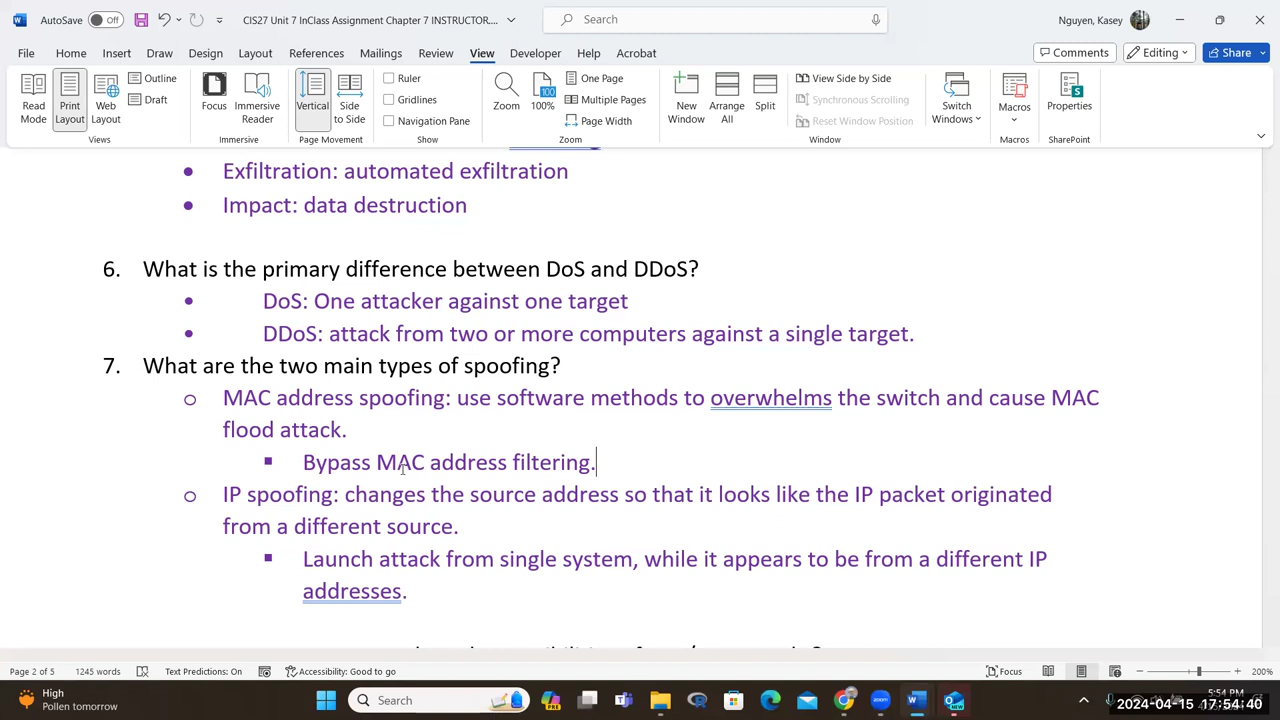 AutoSave Off CIS27 Unit 7 InClass Assignment Chapter 7 INSTRUCTOR.... Search Nguyen, Kasey
File Home Insert Draw Design Layout References Mailings Review View Developer Help Acrobat Comments Editing Share
Read Mode Print Layout Web Layout Outline Draft Focus Immersive Reader Vertical Side to Side Ruler Gridlines Navigation Pane Zoom 100 100% One Page Multiple Pages Page Width New Window Arrange All Split View Side by Side Synchronous Scrolling Reset Window Position Switch Windows Macros Properties
Views Immersive Page Movement Show Zoom Window Macros SharePoint
• Exfiltration: automated exfiltration
• Impact: data destruction
6. What is the primary difference between DoS and DDoS?
• DoS: One attacker against one target
• DDoS: attack from two or more computers against a single target.
7. What are the two main types of spoofing?
o MAC address spoofing: use software methods to overwhelms the switch and cause MAC
flood attack.
▪ Bypass MAC address filtering.
o IP spoofing: changes the source address so that it looks like the IP packet originated
from a different source.
▪ Launch attack from single system, while it appears to be from a different IP
addresses.
Page 2 of 5 1245 words Text Predictions: On Accessibility: Good to go Focus 200%
High
Pollen tomorrow
Search
PRE
zoom
NEW
5:54 PM
2024-04-15 17:54:40